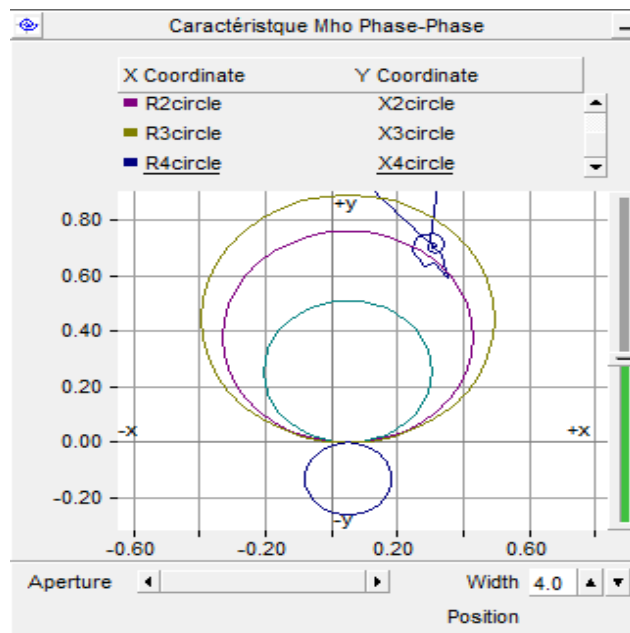 Caractéristque Mho Phase-Phase
X Coordinate Y Coordinate
R2circle X2circle
R3circle X3circle
R4circle X4circle
+y
0.80
0.60
0.40
0.20
0.00
-x +x
-0.20
-y
-0.60 -0.20 0.20 0.60
Aperture Width 4.0
Position